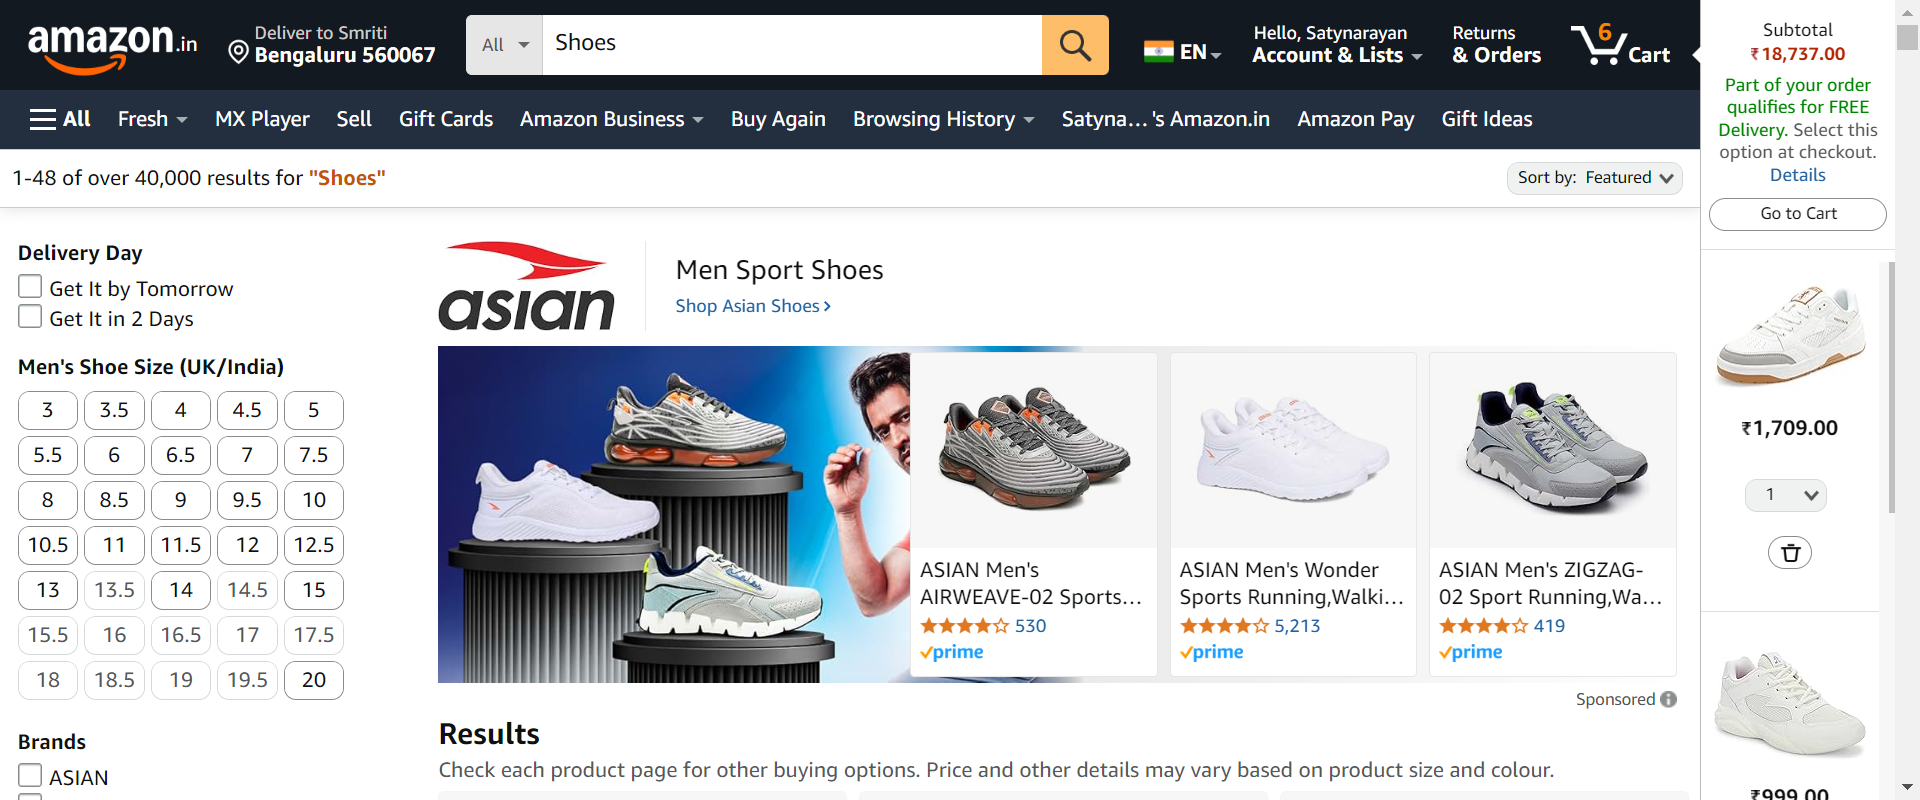 amazon.in
Deliver to Smriti
Bengaluru 560067
All
Shoes
EN
Hello, Satynarayan
Account & Lists
Returns
& Orders
6
Cart
All
Fresh
MX Player
Sell
Gift Cards
Amazon Business
Buy Again
Browsing History
Satyna... 's Amazon.in
Amazon Pay
Gift Ideas
1-48 of over 40,000 results for "Shoes"
Sort by: Featured
Subtotal
₹18,737.00
Part of your order
qualifies for FREE
Delivery. Select this
option at checkout.
Details
Go to Cart
₹1,709.00
1
₹999.00
Delivery Day
Get It by Tomorrow
Get It in 2 Days
Men's Shoe Size (UK/India)
3 3.5 4 4.5 5
5.5 6 6.5 7 7.5
8 8.5 9 9.5 10
10.5 11 11.5 12 12.5
13 13.5 14 14.5 15
15.5 16 16.5 17 17.5
18 18.5 19 19.5 20
Brands
ASIAN
asian
Men Sport Shoes
Shop Asian Shoes
ASIAN Men's
AIRWEAVE-02 Sports...
530
prime
ASIAN Men's Wonder
Sports Running,Walki...
5,213
prime
ASIAN Men's ZIGZAG-
02 Sport Running,Wa...
419
prime
Sponsored
Results
Check each product page for other buying options. Price and other details may vary based on product size and colour.